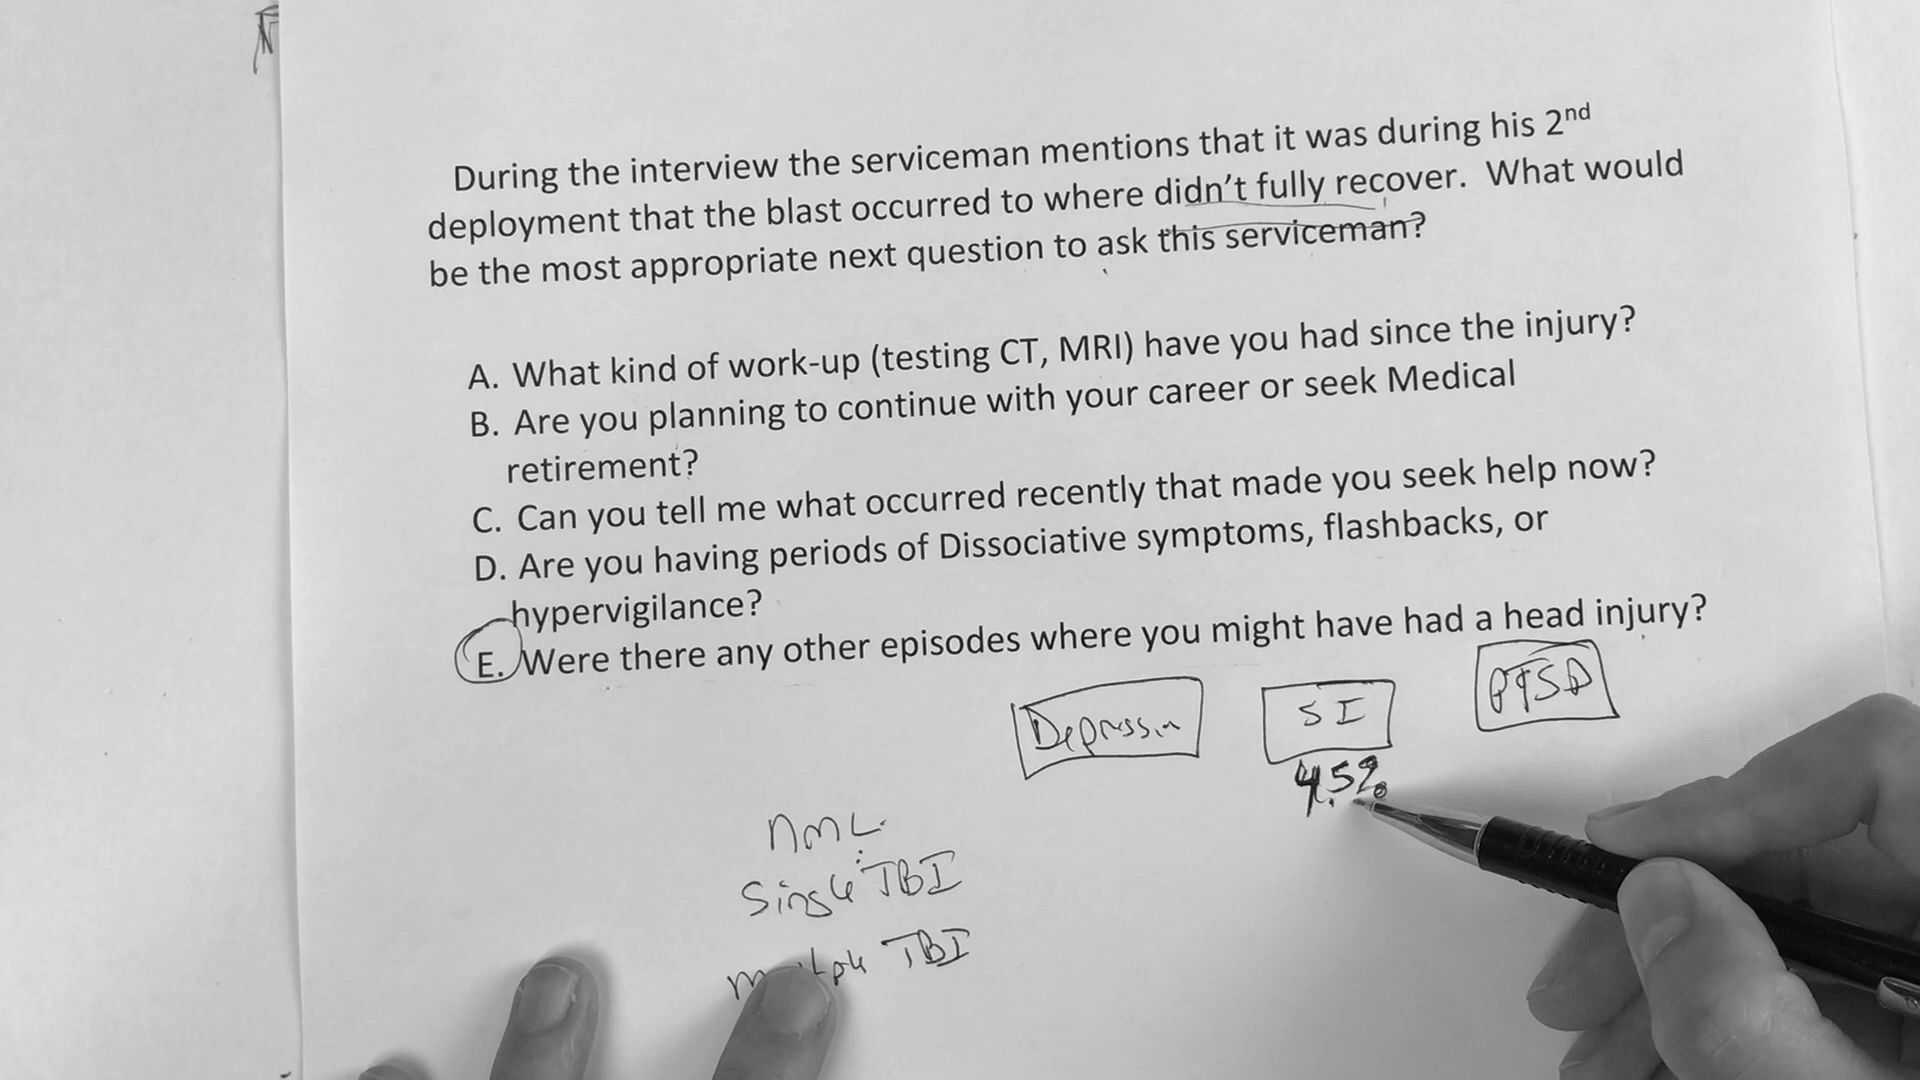 During the interview the serviceman mentions that it was during his 2nd
deployment that the blast occurred to where didn't fully recover. What would
be the most appropriate next question to ask this serviceman?
A. What kind of work-up (testing CT, MRI) have you had since the injury?
B. Are you planning to continue with your career or seek Medical
retirement?
C. Can you tell me what occurred recently that made you seek help now?
D. Are you having periods of Dissociative symptoms, flashbacks, or
hypervigilance?
E. Were there any other episodes where you might have had a head injury?
Depression SI PTSD
4.5%
NML
Single TBI
TBI